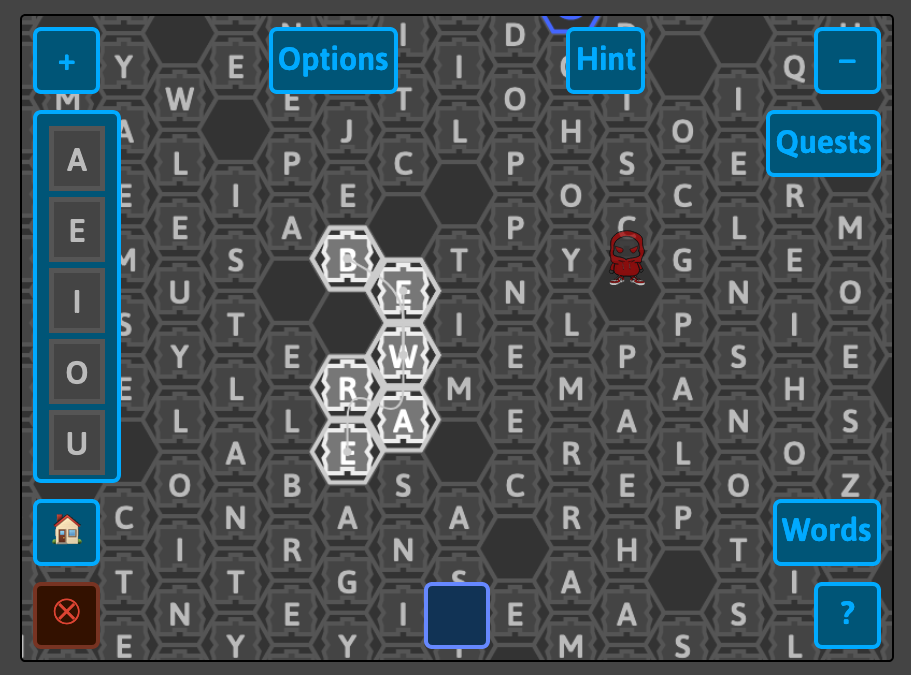 I D
+ Options Hint −
Y E I Q
M W E T O I
A J L H O
Quests
A L P C P S E
E I E O C R
E E A P C L M
M S B T Y G E
I U E N N O
S T I L P I
Y E W E P S E
O
E L R M M A H
L L A E A N S
U A E R L O
O B S C E O Z
C N A A R P
Words
I R N H T
T T G S A I
N E I E A S ?
E Y Y M S L